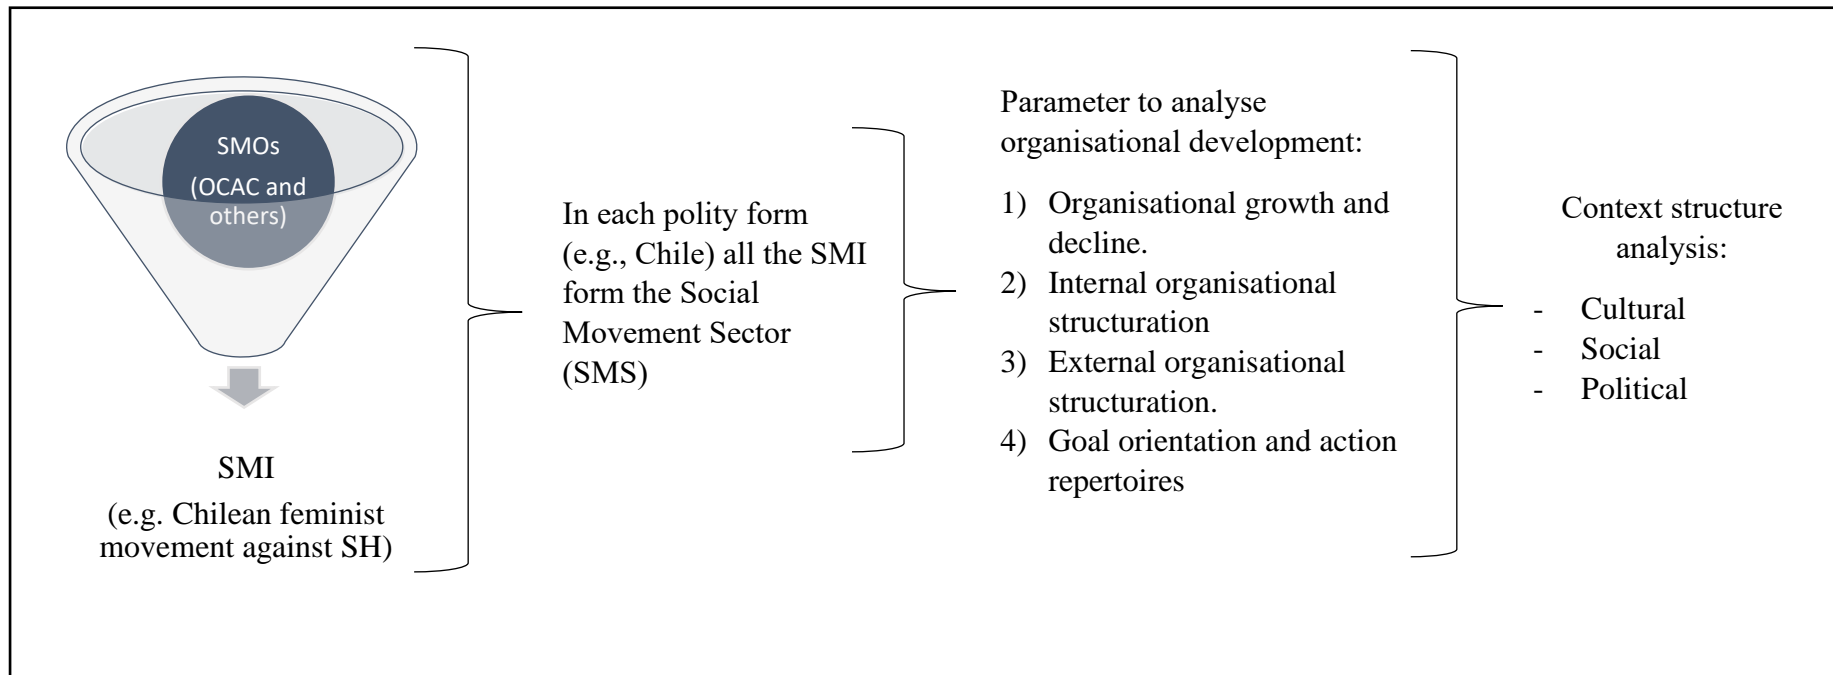 SMOs
(OCAC and
others)
SMI
(e.g. Chilean feminist
movement against SH)
In each polity form
(e.g., Chile) all the SMI
form the Social
Movement Sector
(SMS)
Parameter to analyse
organisational development:
1) Organisational growth and
decline.
2) Internal organisational
structuration
3) External organisational
structuration.
4) Goal orientation and action
repertoires
Context structure
analysis:
- Cultural
- Social
- Political